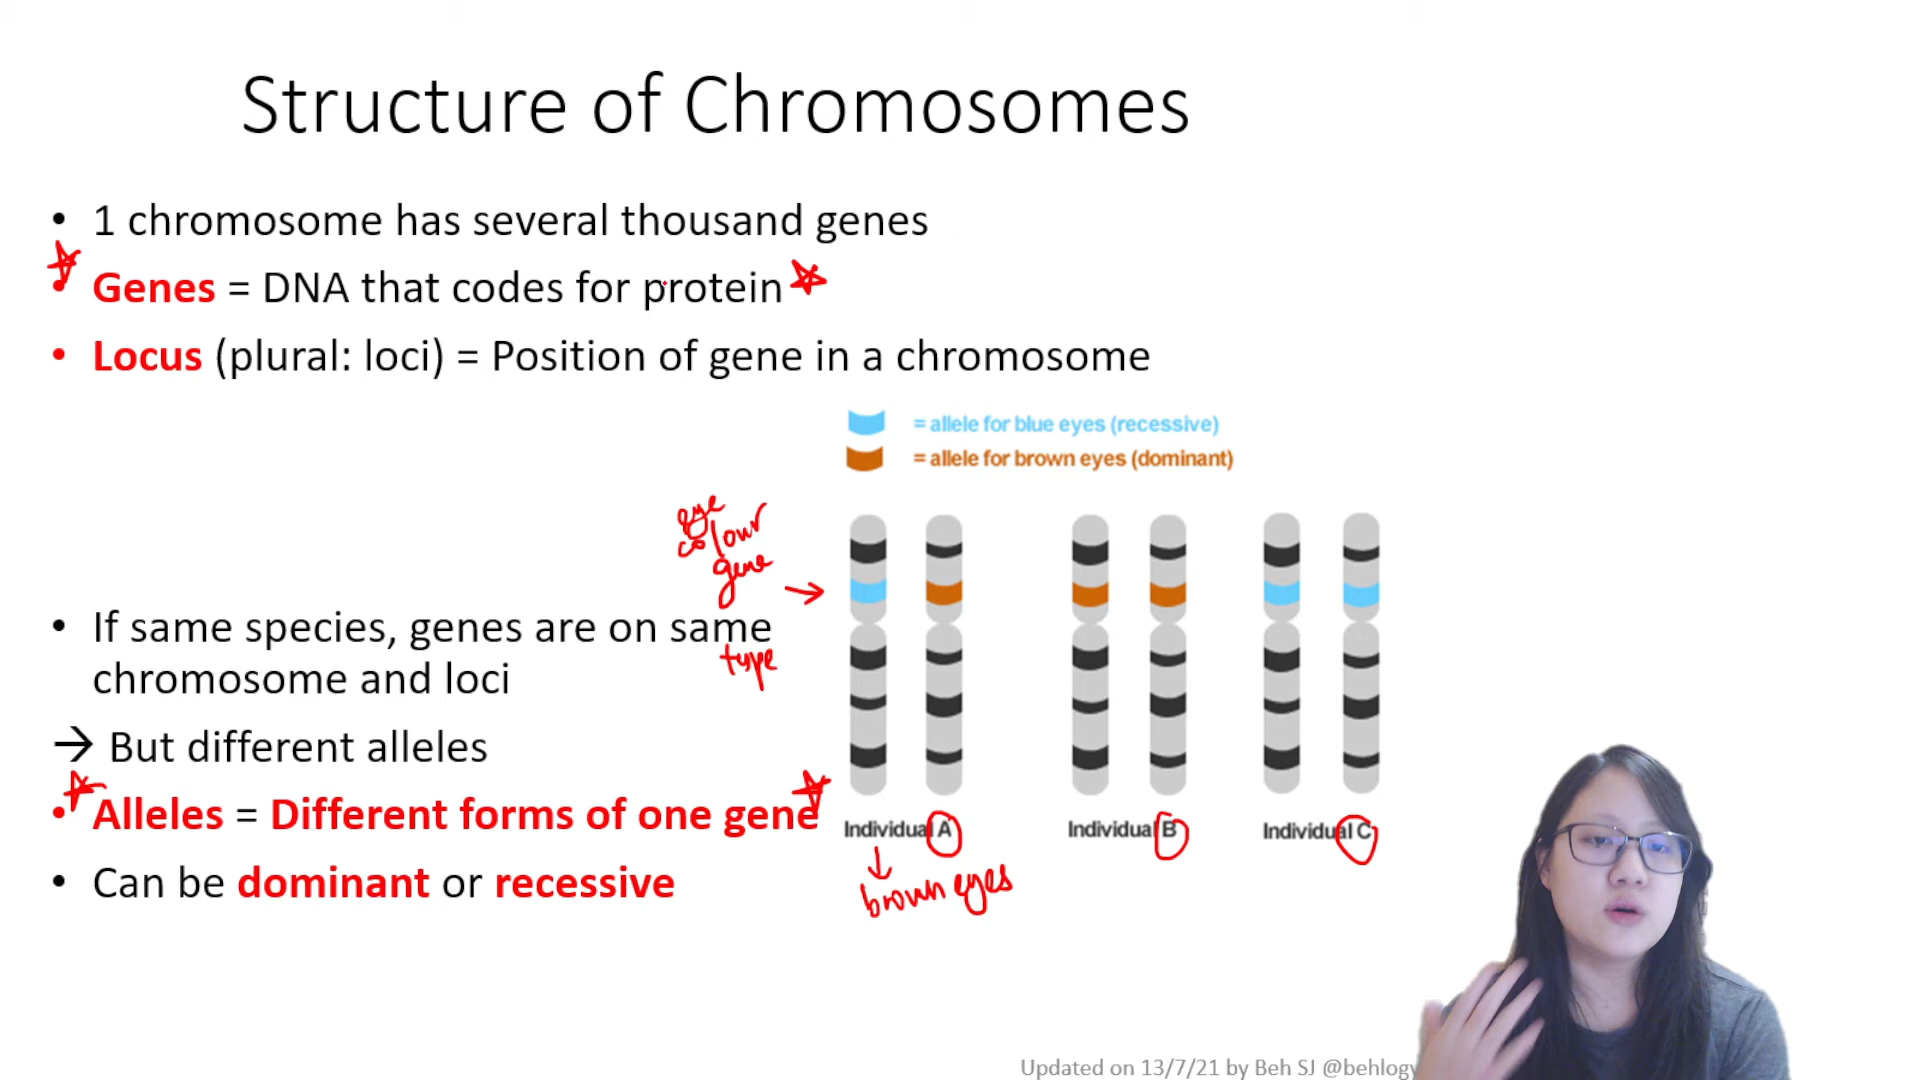 Structure of Chromosomes
• 1 chromosome has several thousand genes
• Genes = DNA that codes for protein
• Locus (plural: loci) = Position of gene in a chromosome
= allele for blue eyes (recessive)
= allele for brown eyes (dominant)
eye
colour
gene →
• If same species, genes are on same
type
chromosome and loci
→ But different alleles
• Alleles = Different forms of one gene
• Can be dominant or recessive
Individual A
Individual B
Individual C
↓
brown eyes
Updated on 13/7/21 by Beh SJ @behlogy